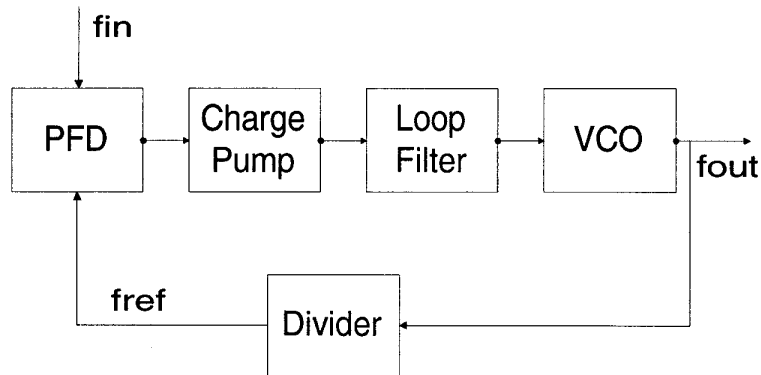 fin
PFD
Charge
Pump
Loop
Filter
VCO
fout
fref
Divider